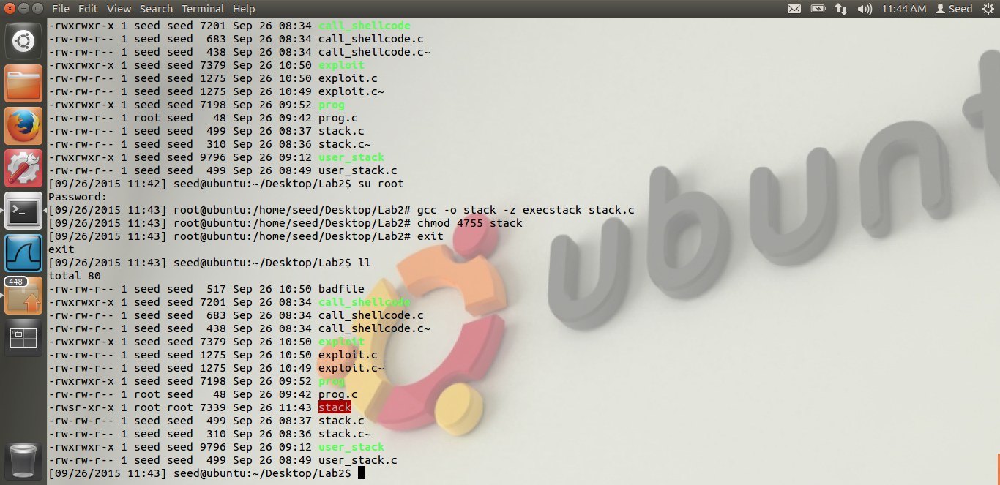 File Edit View Search Terminal Help
11:44 AM Seed
-rwxrwxr-x 1 seed seed 7201 Sep 26 08:34 call_shellcode
-rw-rw-r-- 1 seed seed  683 Sep 26 08:34 call_shellcode.c
-rw-rw-r-- 1 seed seed  438 Sep 26 08:34 call_shellcode.c~
-rwxrwxr-x 1 seed seed 7379 Sep 26 10:50 exploit
-rw-rw-r-- 1 seed seed 1275 Sep 26 10:50 exploit.c
-rw-rw-r-- 1 seed seed 1275 Sep 26 10:49 exploit.c~
-rwxrwxr-x 1 seed seed 7198 Sep 26 09:52 prog
-rw-rw-r-- 1 root seed   48 Sep 26 09:42 prog.c
-rw-rw-r-- 1 seed seed  499 Sep 26 08:37 stack.c
-rw-rw-r-- 1 seed seed  310 Sep 26 08:36 stack.c~
-rwxrwxr-x 1 seed seed 9796 Sep 26 09:12 user_stack
-rw-rw-r-- 1 seed seed  499 Sep 26 08:49 user_stack.c
[09/26/2015 11:42] seed@ubuntu:~/Desktop/Lab2$ su root
Password:
[09/26/2015 11:43] root@ubuntu:/home/seed/Desktop/Lab2# gcc -o stack -z execstack stack.c
[09/26/2015 11:43] root@ubuntu:/home/seed/Desktop/Lab2# chmod 4755 stack
[09/26/2015 11:43] root@ubuntu:/home/seed/Desktop/Lab2# exit
exit
[09/26/2015 11:43] seed@ubuntu:~/Desktop/Lab2$ ll
total 80
-rw-rw-r-- 1 seed seed  517 Sep 26 10:50 badfile
-rwxrwxr-x 1 seed seed 7201 Sep 26 08:34 call_shellcode
-rw-rw-r-- 1 seed seed  683 Sep 26 08:34 call_shellcode.c
-rw-rw-r-- 1 seed seed  438 Sep 26 08:34 call_shellcode.c~
-rwxrwxr-x 1 seed seed 7379 Sep 26 10:50 exploit
-rw-rw-r-- 1 seed seed 1275 Sep 26 10:50 exploit.c
-rw-rw-r-- 1 seed seed 1275 Sep 26 10:49 exploit.c~
-rwxrwxr-x 1 seed seed 7198 Sep 26 09:52 prog
-rw-rw-r-- 1 root seed   48 Sep 26 09:42 prog.c
-rwsr-xr-x 1 root root 7339 Sep 26 11:43 stack
-rw-rw-r-- 1 seed seed  499 Sep 26 08:37 stack.c
-rw-rw-r-- 1 seed seed  310 Sep 26 08:36 stack.c~
-rwxrwxr-x 1 seed seed 9796 Sep 26 09:12 user_stack
-rw-rw-r-- 1 seed seed  499 Sep 26 08:49 user_stack.c
[09/26/2015 11:43] seed@ubuntu:~/Desktop/Lab2$
448
ubunt